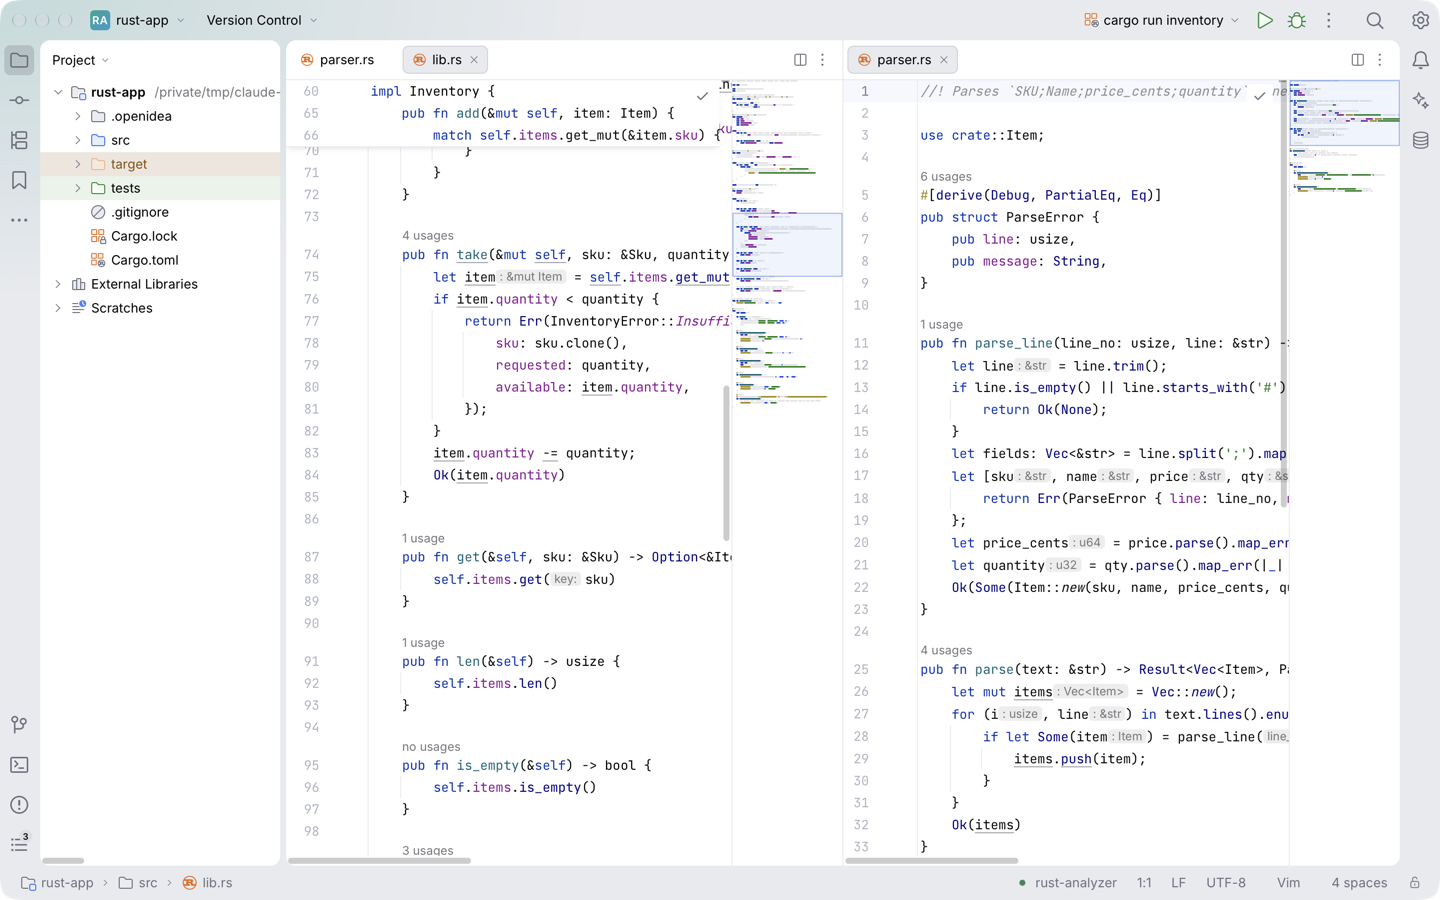 RA rust-app Version Control cargo run inventory
Project
rust-app /private/tmp/claude-
.openidea
src
target
tests
.gitignore
Cargo.lock
Cargo.toml
External Libraries
Scratches
3
parser.rs lib.rs
60 impl Inventory {
65 pub fn add(&mut self, item: Item) {
66 match self.items.get_mut(&item.sku) {
70 }
71 }
72 }
73
4 usages
74 pub fn take(&mut self, sku: &Sku, quantity
75 let item : &mut Item = self.items.get_mut
76 if item.quantity < quantity {
77 return Err(InventoryError::Insuffi
78 sku: sku.clone(),
79 requested: quantity,
80 available: item.quantity,
81 });
82 }
83 item.quantity -= quantity;
84 Ok(item.quantity)
85 }
86
1 usage
87 pub fn get(&self, sku: &Sku) -> Option<&Ite
88 self.items.get( key: sku)
89 }
90
1 usage
91 pub fn len(&self) -> usize {
92 self.items.len()
93 }
94
no usages
95 pub fn is_empty(&self) -> bool {
96 self.items.is_empty()
97 }
98
3 usages
parser.rs
1 //! Parses `SKU;Name;price_cents;quantity` ne
2
3 use crate::Item;
4
6 usages
5 #[derive(Debug, PartialEq, Eq)]
6 pub struct ParseError {
7 pub line: usize,
8 pub message: String,
9 }
10
1 usage
11 pub fn parse_line(line_no: usize, line: &str) -
12 let line : &str = line.trim();
13 if line.is_empty() || line.starts_with('#')
14 return Ok(None);
15 }
16 let fields: Vec<&str> = line.split(';').map
17 let [sku : &str , name : &str , price : &str , qty : &s
18 return Err(ParseError { line: line_no,
19 };
20 let price_cents : u64 = price.parse().map_err
21 let quantity : u32 = qty.parse().map_err(|_|
22 Ok(Some(Item::new(sku, name, price_cents, qu
23 }
24
4 usages
25 pub fn parse(text: &str) -> Result<Vec<Item>, Pa
26 let mut items : Vec<Item> = Vec::new();
27 for (i : usize , line : &str ) in text.lines().enu
28 if let Some(item : Item ) = parse_line( line_
29 items.push(item);
30 }
31 }
32 Ok(items)
33 }
rust-app src lib.rs rust-analyzer 1:1 LF UTF-8 Vim 4 spaces